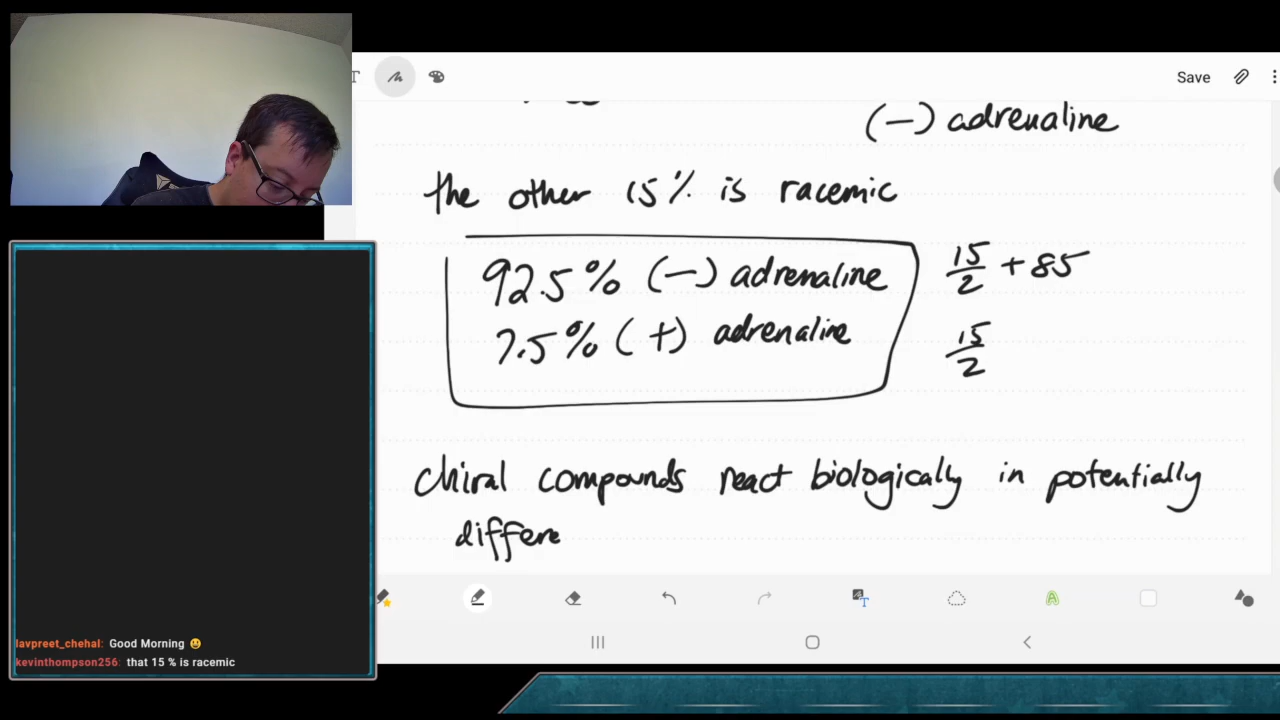 T
Save
(−) adrenaline
the other 15% is racemic
92.5% (−) adrenaline
15/2 + 85
7.5% (+) adrenaline
15/2
chiral compounds react biologically in potentially
differe
lavpreet_chehal: Good Morning 😃
kevinthompson256: that 15 % is racemic